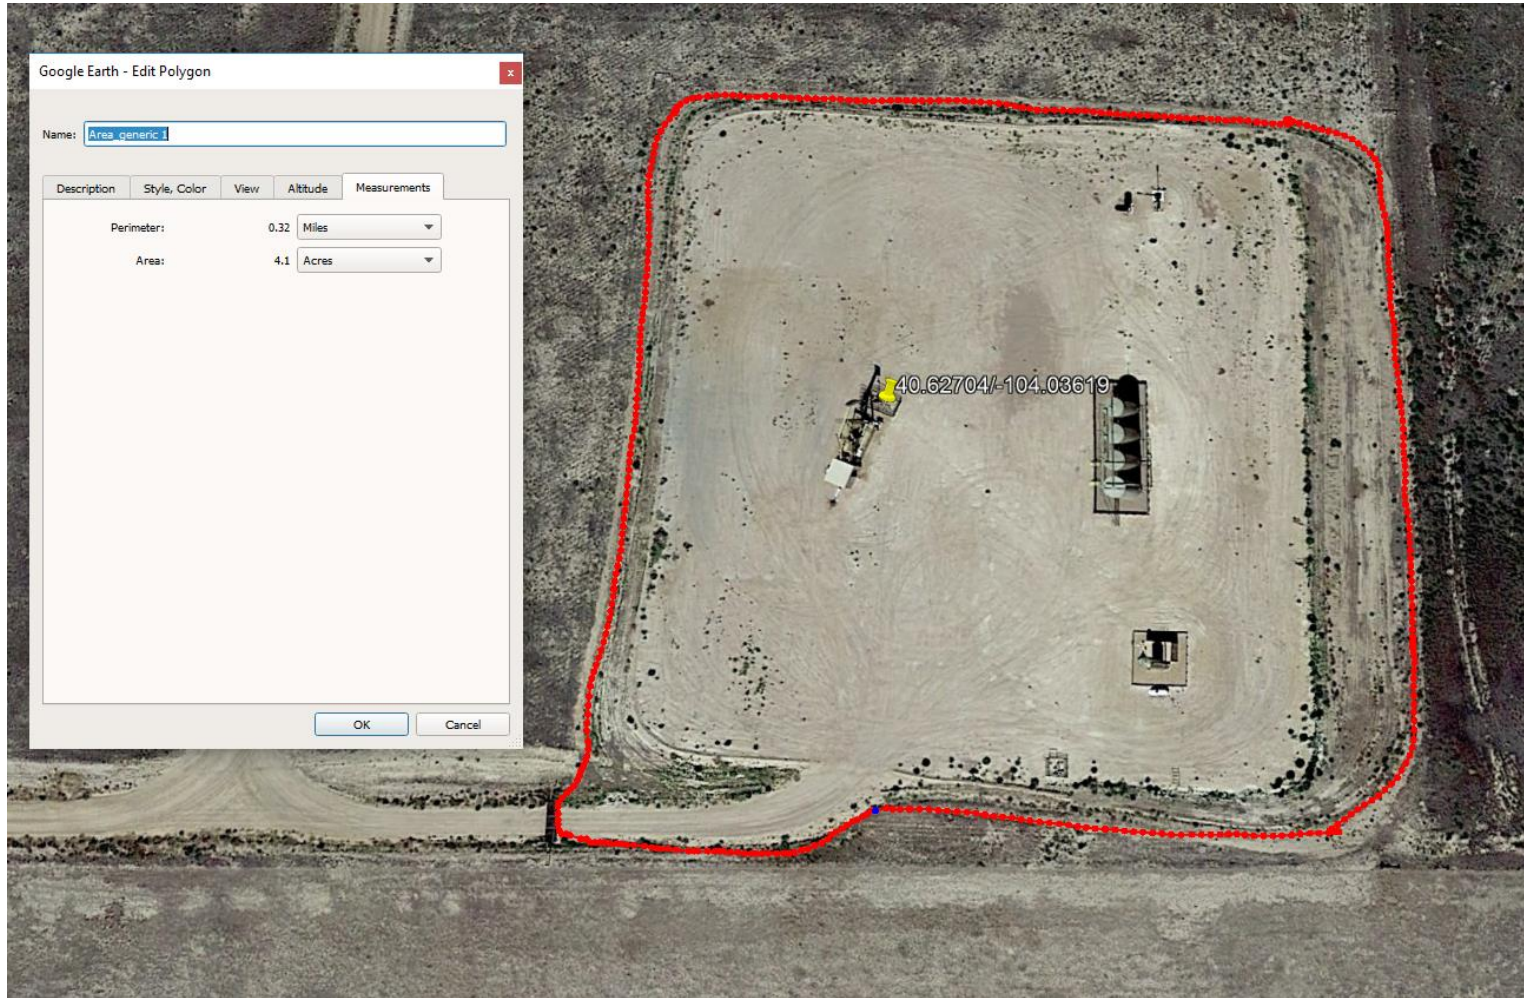 Google Earth - Edit Polygon
x
Name: Area_generic 1
Description Style, Color View Altitude Measurements
Perimeter: 0.32 Miles
Area: 4.1 Acres
40.62704/-104.03619
OK Cancel